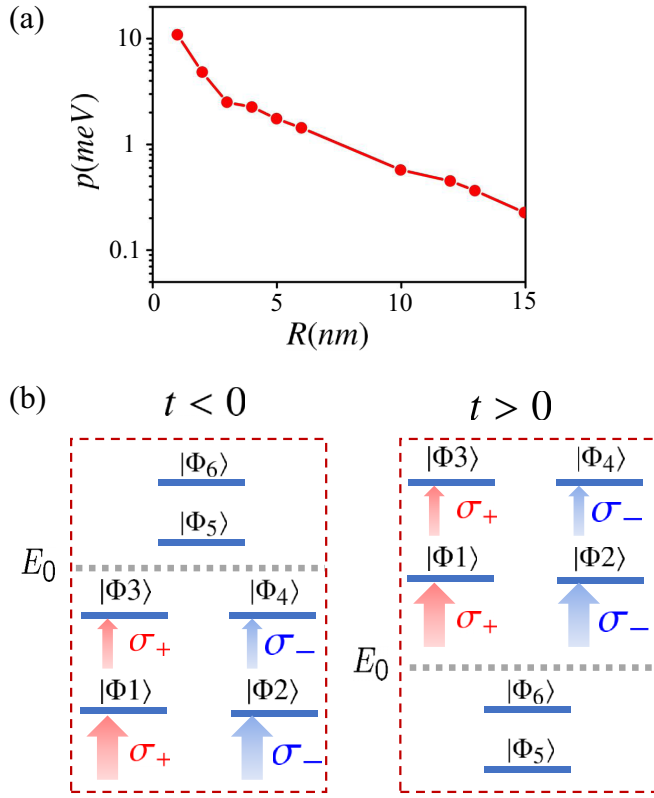 (a)
10
1
0.1
p(meV)
0 5 10 15
R(nm)
(b)
t < 0
|Φ₆⟩
|Φ₅⟩
E₀
|Φ3⟩ |Φ₄⟩
σ₊ σ₋
|Φ1⟩ |Φ2⟩
σ₊ σ₋
t > 0
|Φ3⟩ |Φ₄⟩
σ₊ σ₋
|Φ1⟩ |Φ2⟩
σ₊ σ₋
E₀
|Φ₆⟩
|Φ₅⟩